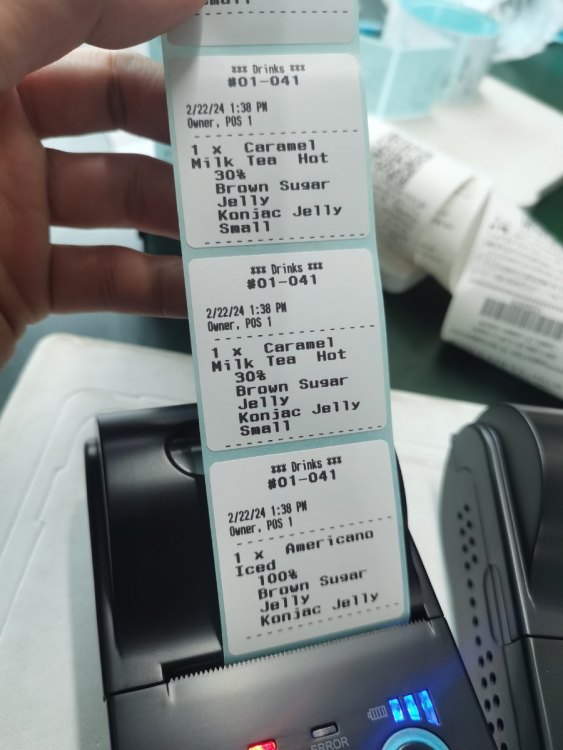 Small
*** Drinks ***
#01-041
2/22/24 1:38 PM
Owner, POS 1
1 x Caramel
Milk Tea Hot
30%
Brown Sugar
Jelly
Konjac Jelly
Small
*** Drinks ***
#01-041
2/22/24 1:38 PM
Owner, POS 1
1 x Caramel
Milk Tea Hot
30%
Brown Sugar
Jelly
Konjac Jelly
Small
*** Drinks ***
#01-041
2/22/24 1:38 PM
Owner, POS 1
1 x Americano
Iced
100%
Brown Sugar
Jelly
Konjac Jelly
ERROR